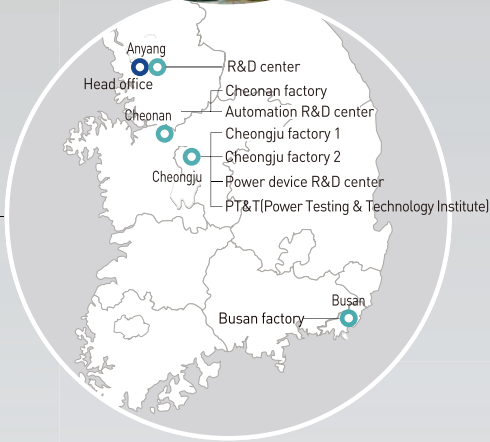 Anyang
R&D center
Head office
Cheonan factory
Cheonan
Automation R&D center
Cheongju factory 1
Cheongju factory 2
Cheongju
Power device R&D center
PT&T(Power Testing & Technology Institute)
Busan
Busan factory